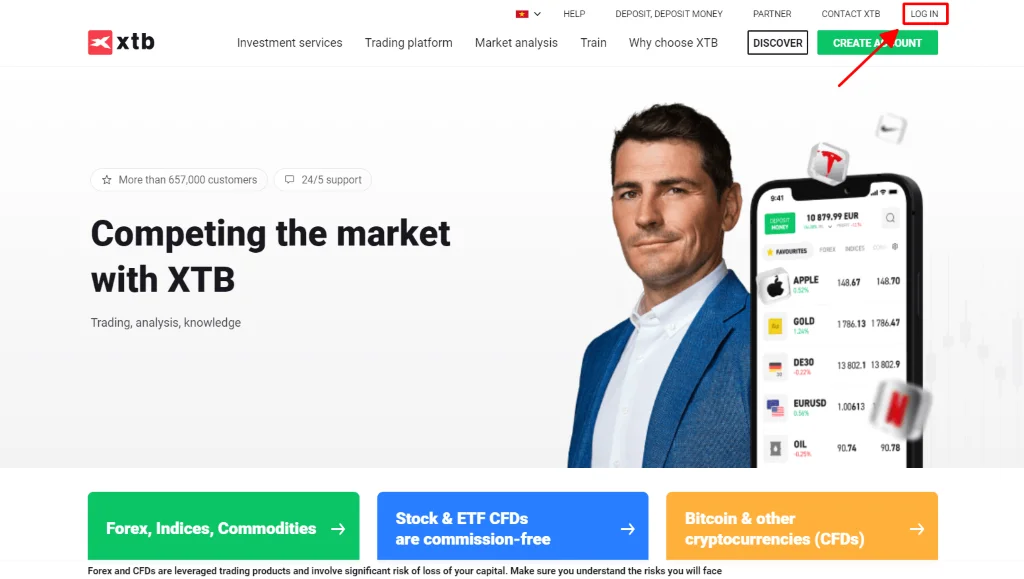 HELP
DEPOSIT, DEPOSIT MONEY
PARTNER
CONTACT XTB
LOG IN
xtb
Investment services
Trading platform
Market analysis
Train
Why choose XTB
DISCOVER
CREATE
More than 657,000 customers
24/5 support
Competing the market
with XTB
Trading, analysis, knowledge
9:41
DEPOSIT
MONEY
10 879.99 EUR
FAVOURITES
FOREX
INDICES
APPLE
0.52%
148.67
148.70
GOLD
1.24%
1 786.13
1 786.47
DE30
-0.22%
13 802.1
13 802.9
EURUSD
1.00613
OIL
90.74
90.78
Forex, Indices, Commodities
Stock & ETF CFDs
are commission-free
Bitcoin & other
cryptocurrencies (CFDs)
Forex and CFDs are leveraged trading products and involve significant risk of loss of your capital. Make sure you understand the risks you will face